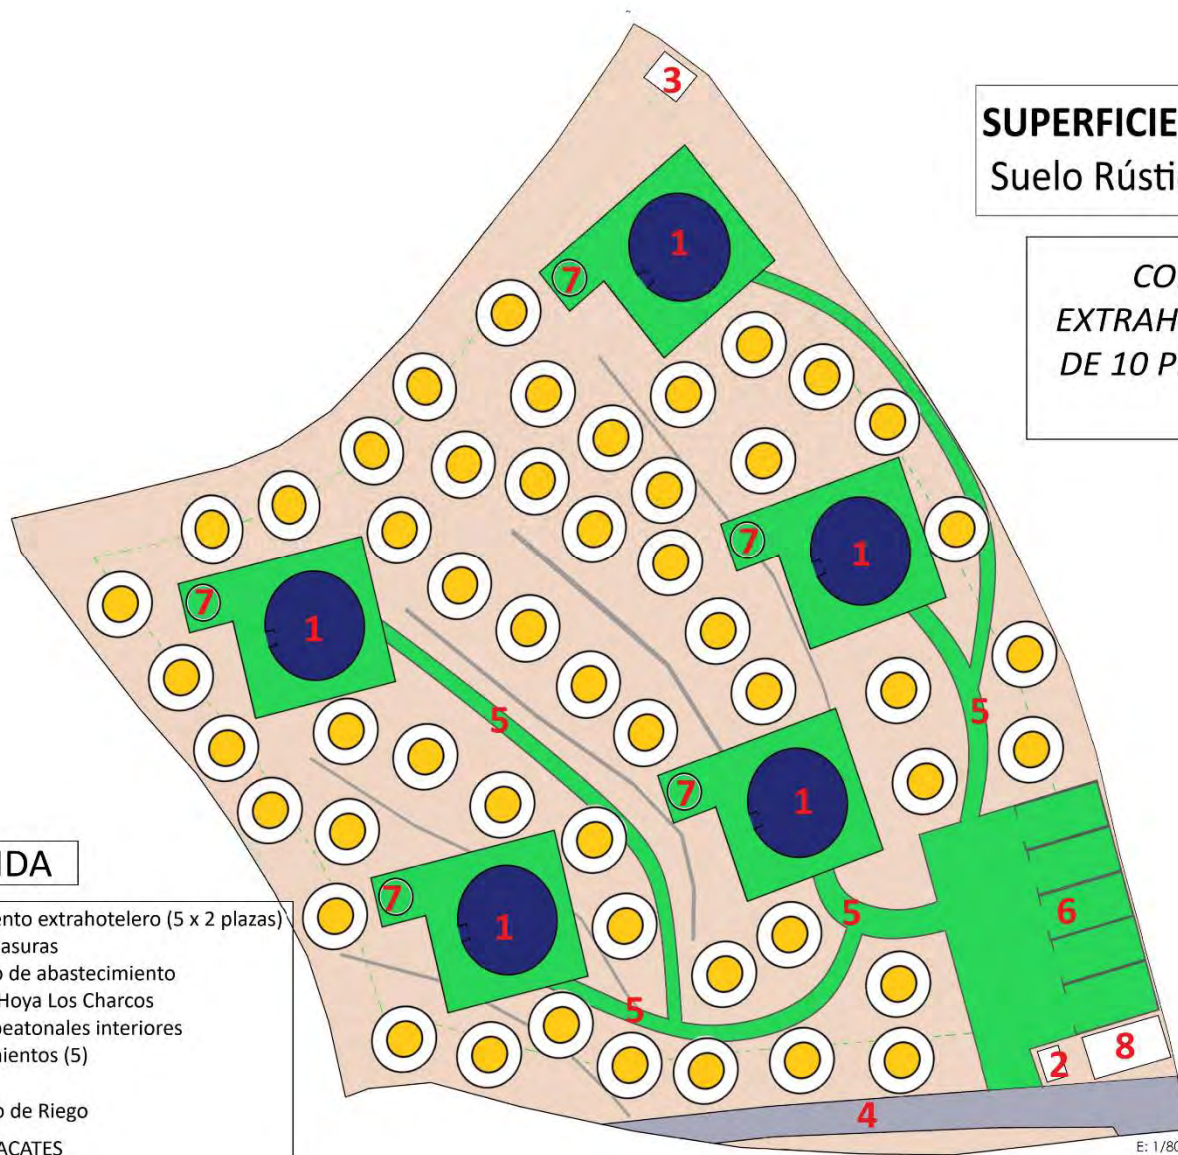 3
SUPERFICIE
Suelo Rústi
1
7
CO
EXTRAH
DE 10 P
7
1
7
1
5
5
7
1
NDA
7
1
5
6
ento extrahotelero (5 x 2 plazas)
asuras
o de abastecimiento
Hoya Los Charcos
peatonales interiores
ientos (5)
o de Riego
ACATES
5
2
8
4
E: 1/80